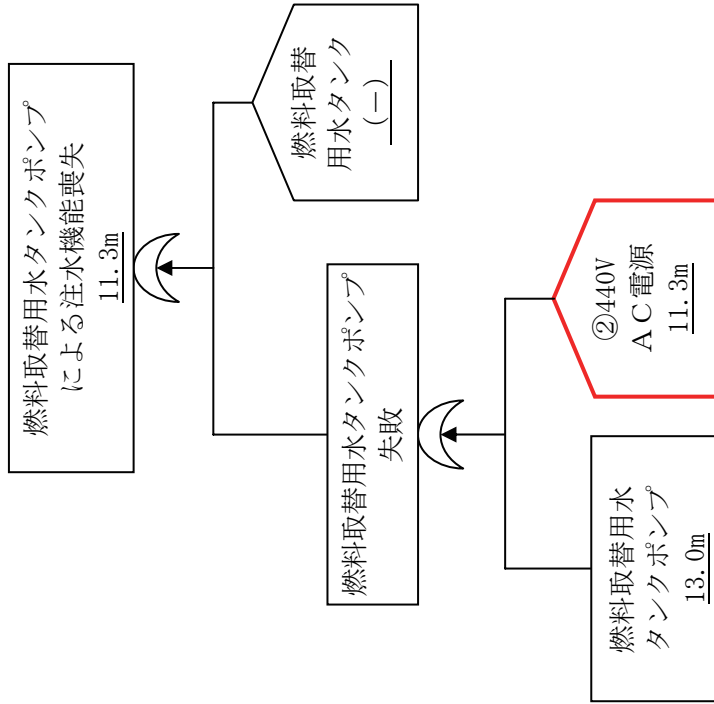 燃料取替用水タンクポンプ
による注水機能喪失
11.3m
燃料取替
用水タンク
(－)
燃料取替用水タンクポンプ
失敗
燃料取替用水
タンクポンプ
13.0m
②440V
ＡＣ電源
11.3m